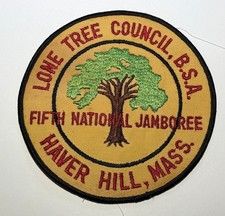 LONE TREE COUNCIL, B.S.A.
FIFTH NATIONAL JAMBOREE
HAVER HILL, MASS.